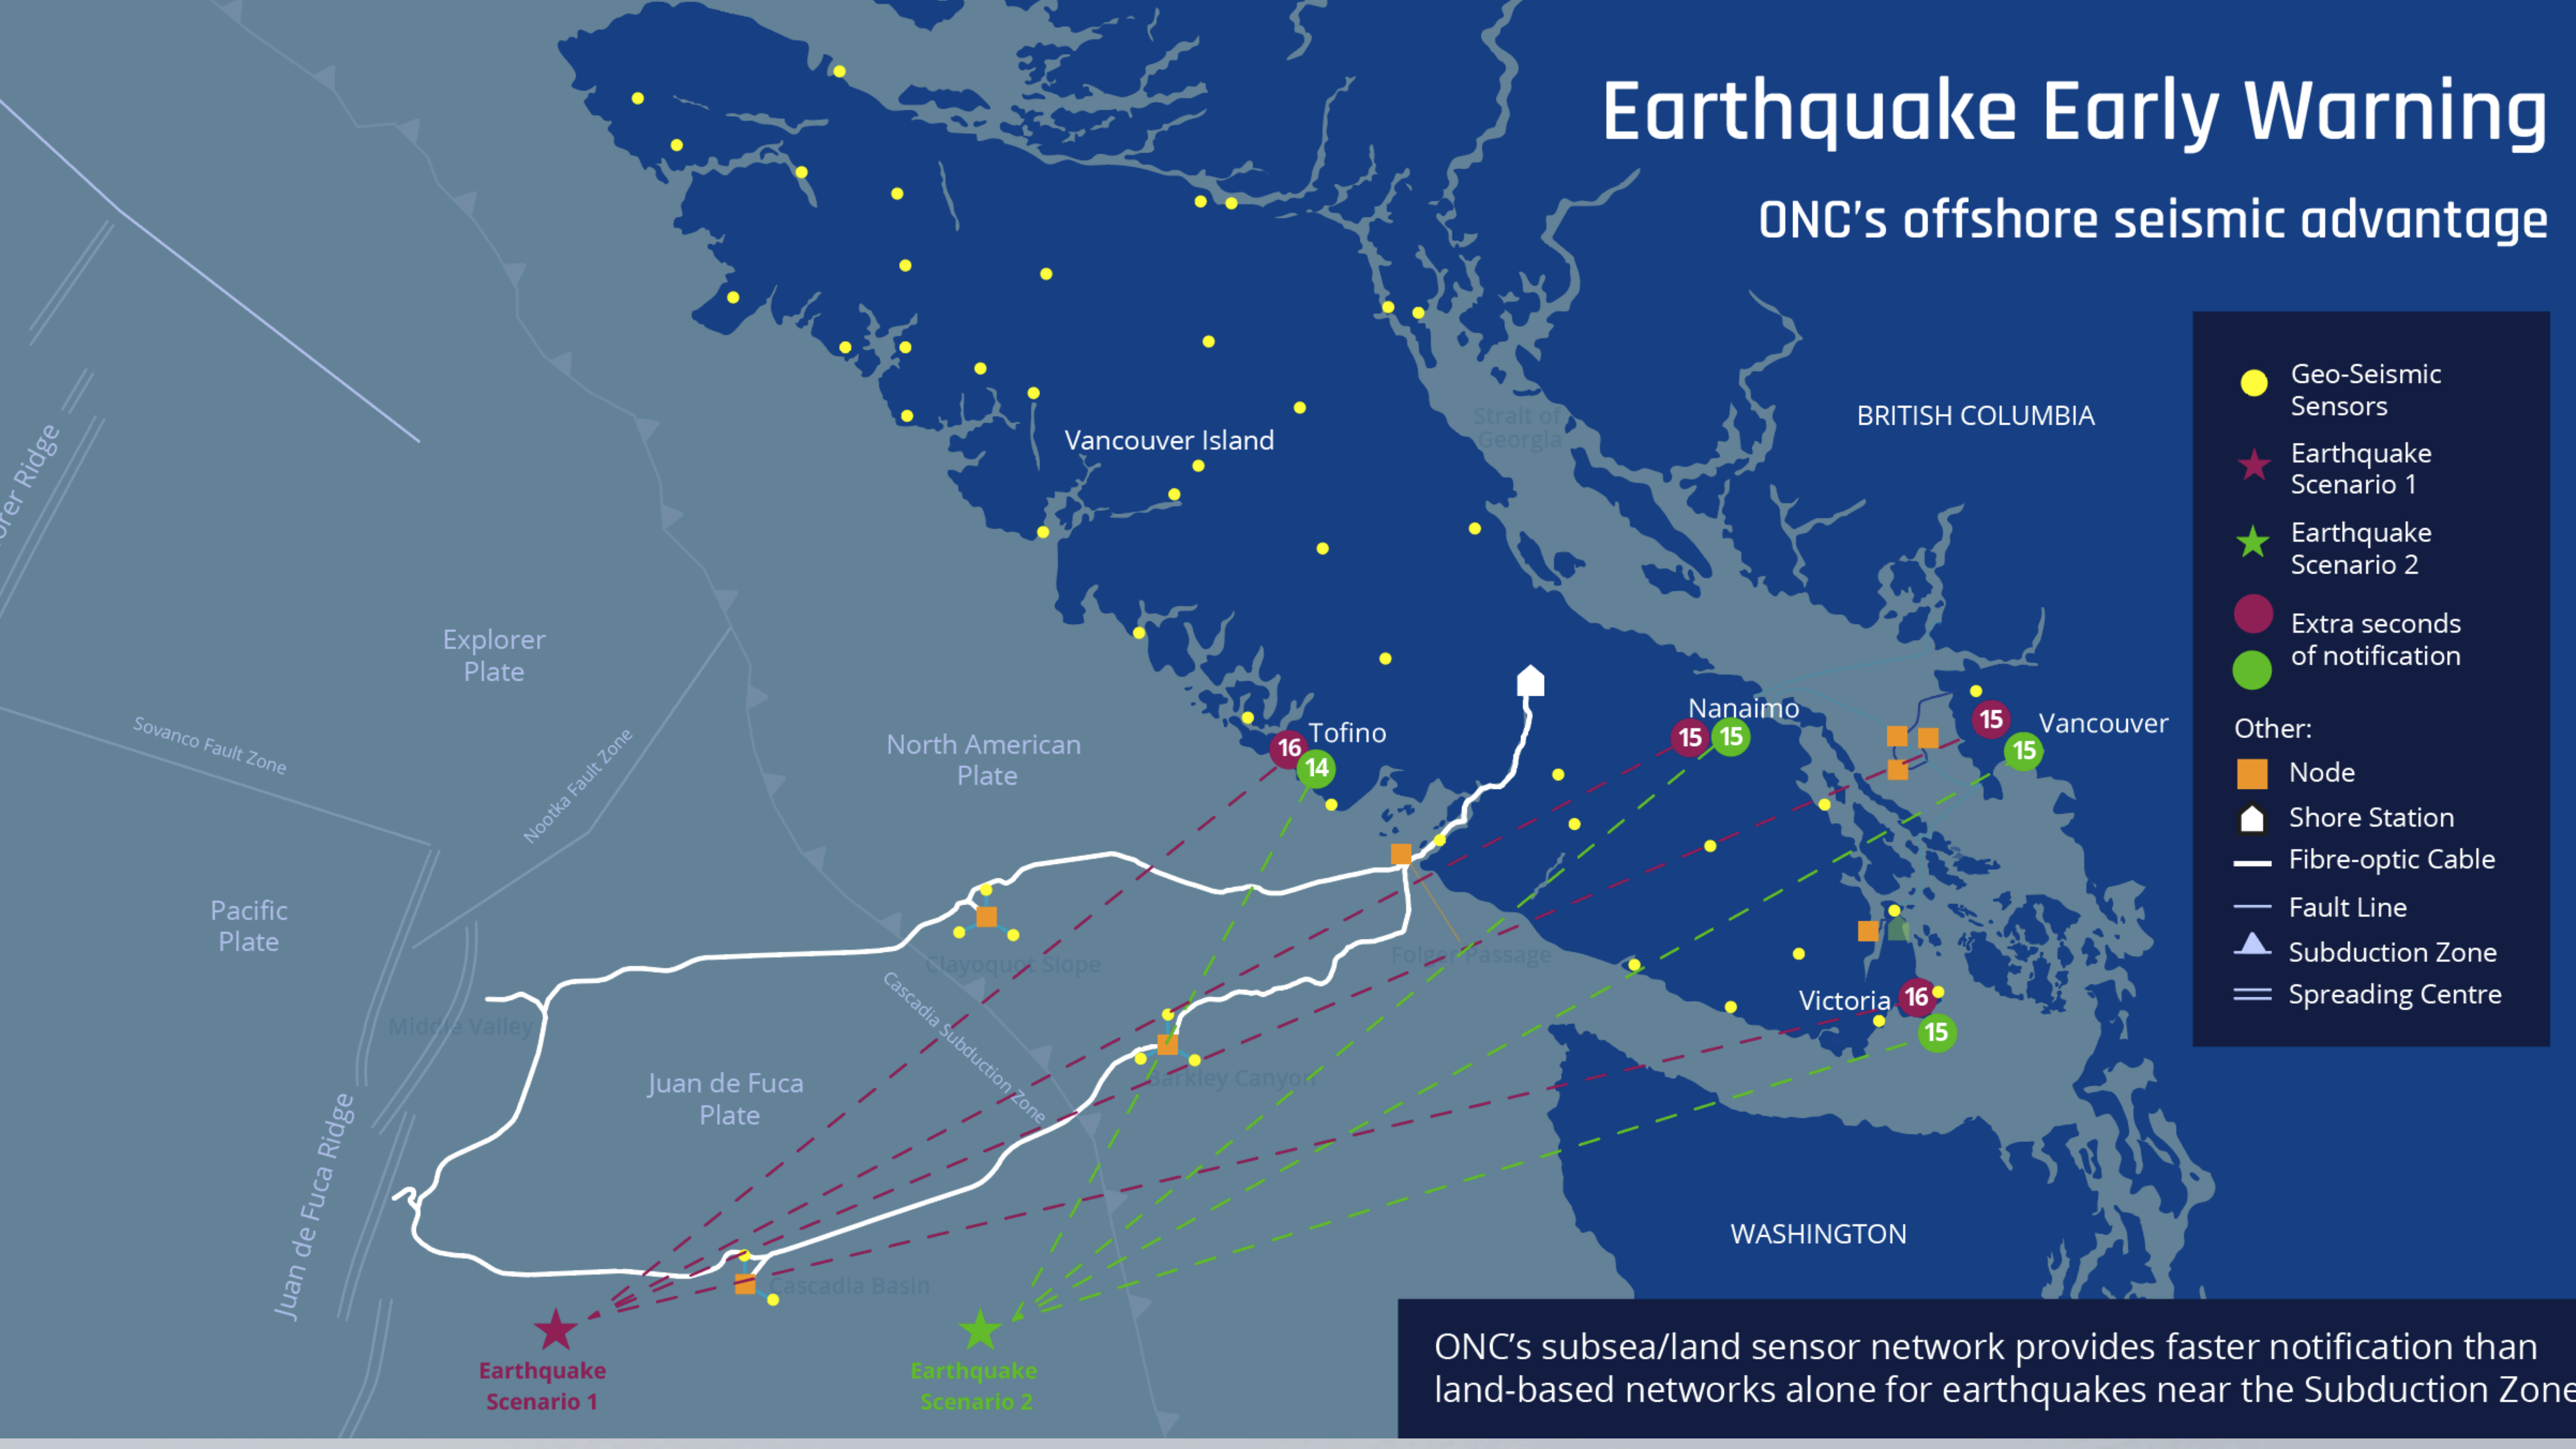 Earthquake Early Warning
ONC's offshore seismic advantage
Geo-Seismic
Sensors
Earthquake
Scenario 1
Earthquake
Scenario 2
Extra seconds
of notification
Other:
Node
Shore Station
Fibre-optic Cable
Fault Line
Subduction Zone
Spreading Centre
BRITISH COLUMBIA
Strait of
Georgia
Vancouver Island
Explorer
Plate
Sovanco Fault Zone
Nootka Fault Zone
North American
Plate
Tofino
16
14
Nanaimo
15
15
Vancouver
15
15
Pacific
Plate
Clayoquot Slope
Folger Passage
Middle Valley
Cascadia Subduction Zone
Victoria
16
15
Barkley Canyon
Juan de Fuca
Plate
Juan de Fuca Ridge
Cascadia Basin
WASHINGTON
Earthquake
Scenario 1
Earthquake
Scenario 2
ONC's subsea/land sensor network provides faster notification than
land-based networks alone for earthquakes near the Subduction Zone